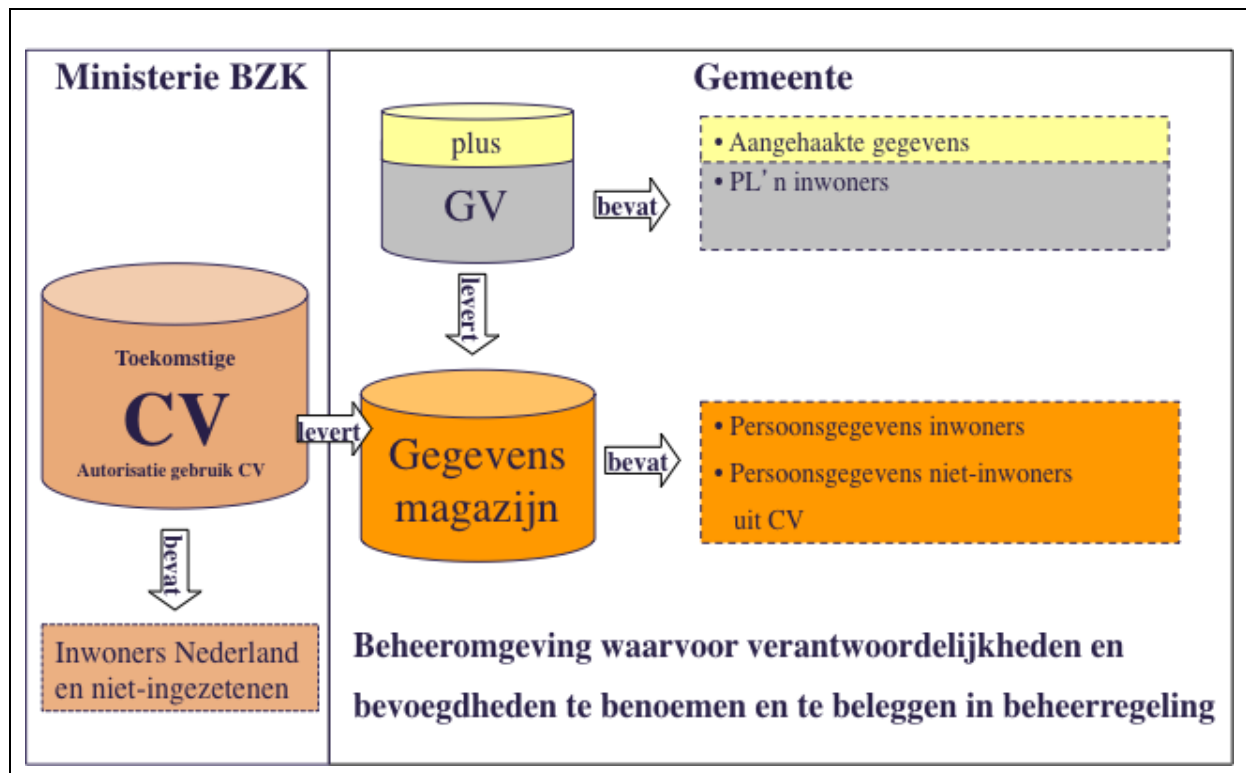 Ministerie BZK
Gemeente
plus
GV
bevat
• Aangehaakte gegevens
• PL'n inwoners
levert
Toekomstige
CV
Autorisatie gebruik CV
levert
Gegevens
magazijn
bevat
• Persoonsgegevens inwoners
• Persoonsgegevens niet-inwoners
uit CV
bevat
Inwoners Nederland
en niet-ingezetenen
Beheeromgeving waarvoor verantwoordelijkheden en
bevoegdheden te benoemen en te beleggen in beheerregeling